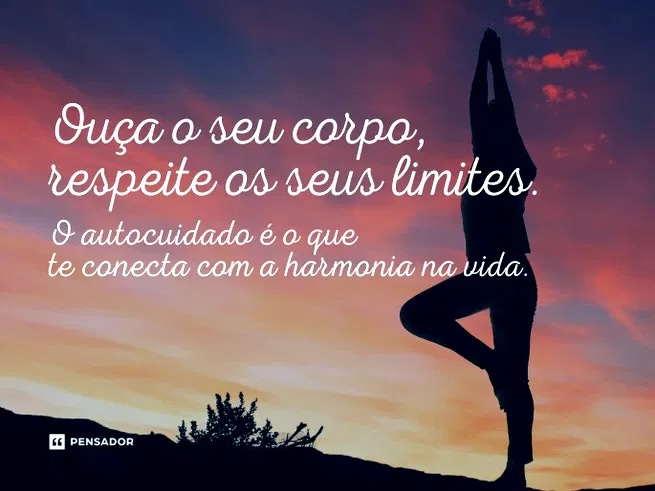 Ouça o seu corpo,
respeite os seus limites.
O autocuidado é o que
te conecta com a harmonia na vida.
PENSADOR